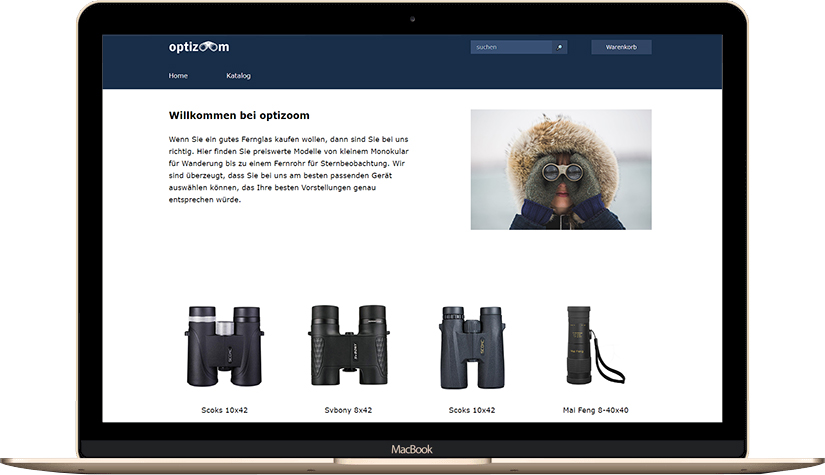 optizoom
suchen
Warenkorb
Home
Katalog
Willkommen bei optizoom
Wenn Sie ein gutes Fernglas kaufen wollen, dann sind Sie bei uns
richtig. Hier finden Sie preiswerte Modelle von kleinem Monokular
für Wanderung bis zu einem Fernrohr für Sternbeobachtung. Wir
sind überzeugt, dass Sie bei uns am besten passenden Gerät
auswählen können, das Ihre besten Vorstellungen genau
entsprechen würde.
Scoks 10x42
Svbony 8x42
Scoks 10x42
Mai Feng 8-40x40
MacBook